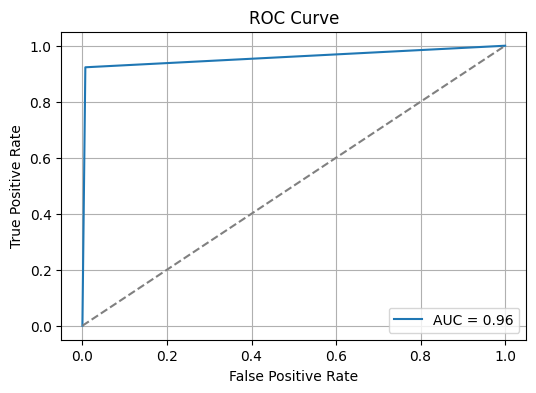 ROC Curve
True Positive Rate
1.0
0.8
0.6
0.4
0.2
0.0
AUC = 0.96
0.0 0.2 0.4 0.6 0.8 1.0
False Positive Rate